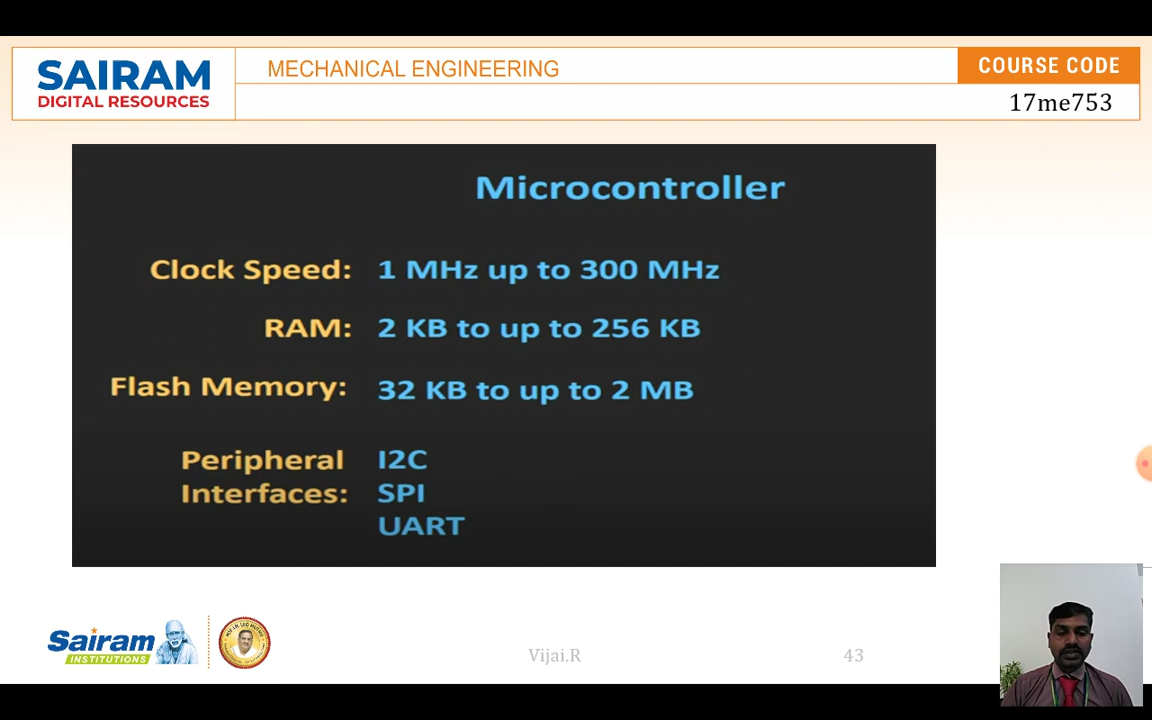 SAIRAM
DIGITAL RESOURCES
MECHANICAL ENGINEERING
COURSE CODE
17me753
Microcontroller
Clock Speed: 1 MHz up to 300 MHz
RAM: 2 KB to up to 256 KB
Flash Memory: 32 KB to up to 2 MB
Peripheral I2C
Interfaces: SPI
UART
Sairam
INSTITUTIONS
Vijai.R
43